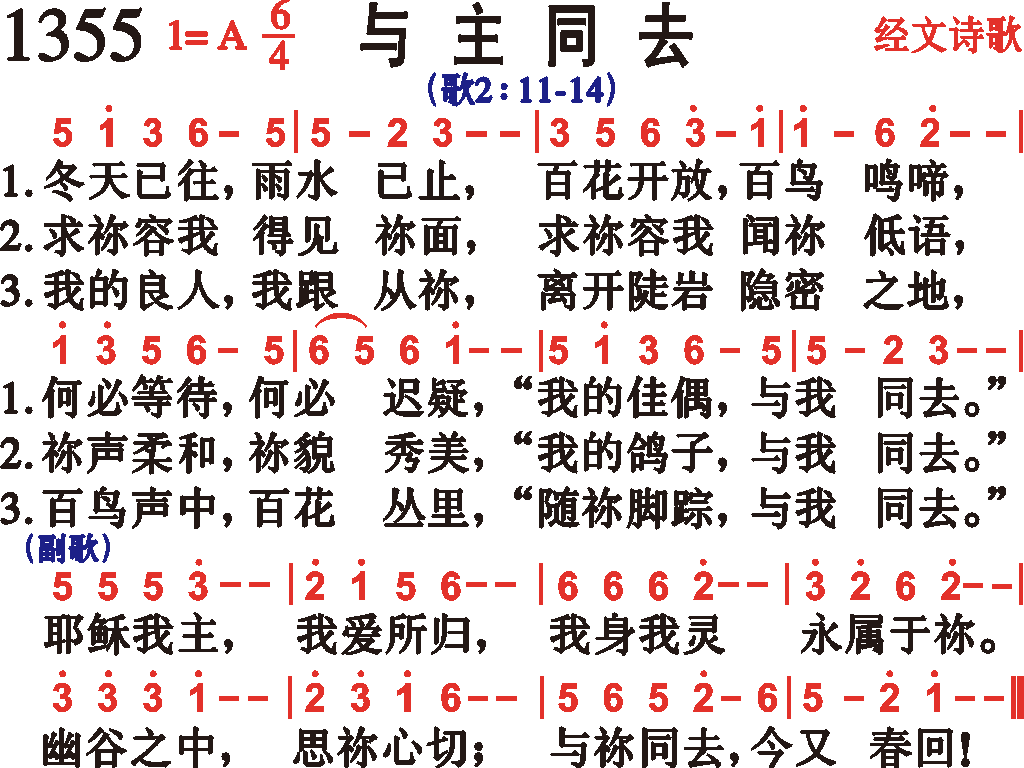 1355 1=A 6/4 与主同去 经文诗歌
（歌2：11-14）
5 i 3 6 – 5 | 5 – 2 3 – – | 3 5 6 3̇ – i | i – 6 2̇ – – |
1.冬天已往，雨水 已止， 百花开放，百鸟 鸣啼，
2.求祢容我 得见 祢面， 求祢容我 闻祢 低语，
3.我的良人，我跟 从祢， 离开陡岩 隐密 之地，
i 3̇ 5 6 – 5 | 6 5 6 i – – | 5 i 3 6 – 5 | 5 – 2 3 – – |
1.何必等待，何必 迟疑，“我的佳偶，与我 同去。”
2.祢声柔和，祢貌 秀美，“我的鸽子，与我 同去。”
3.百鸟声中，百花 丛里，“随祢脚踪，与我 同去。”
（副歌）
5 5 5 3̇ – – | 2̇ i 5 6 – – | 6 6 6 2̇ – – | 3̇ 2̇ 6 2̇ – – |
耶稣我主， 我爱所归， 我身我灵 永属于祢。
3̇ 3̇ 3̇ i – – | 2̇ 3̇ i 6 – – | 5 6 5 2̇ – 6 | 5 – 2̇ i – – ‖
幽谷之中， 思祢心切； 与祢同去，今又 春回！